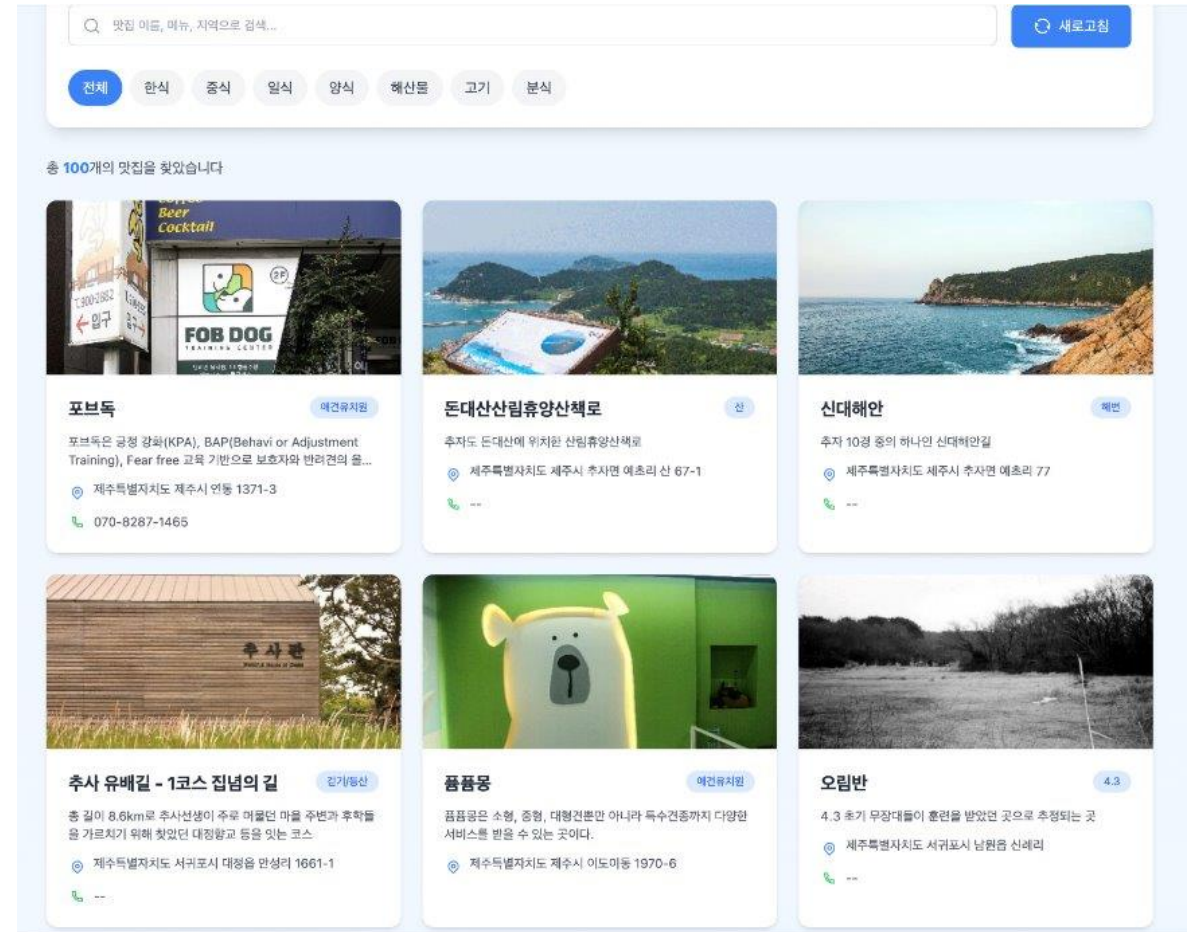 맛집 이름, 메뉴, 지역으로 검색...
새로고침
전체 한식 중식 일식 양식 해산물 고기 분식
총 100개의 맛집을 찾았습니다
Beer
Cocktail
2F
입구
FOB DOG
TRAINING CENTER
포브독
애견유치원
포브독은 긍정 강화(KPA), BAP(Behavi or Adjustment
Training), Fear free 교육 기반으로 보호자와 반려견의 올...
제주특별자치도 제주시 연동 1371-3
070-8287-1465
돈대산산림휴양산책로
산
추자도 돈대산에 위치한 산림휴양산책로
제주특별자치도 제주시 추자면 예초리 산 67-1
--
신대해안
해변
추자 10경 중의 하나인 신대해안길
제주특별자치도 제주시 추자면 예초리 77
--
추사관
추사 유배길 - 1코스 집념의 길
걷기/등산
총 길이 8.6km로 추사선생이 주로 머물던 마을 주변과 후학들
을 가르치기 위해 찾았던 대정향교 등을 잇는 코스
제주특별자치도 서귀포시 대정읍 안성리 1661-1
--
퓸퓸몽
애견유치원
퓸퓸몽은 소형, 중형, 대형견뿐만 아니라 특수견종까지 다양한
서비스를 받을 수 있는 곳이다.
제주특별자치도 제주시 이도이동 1970-6
오림반
4.3
4.3 초기 무장대들이 훈련을 받았던 곳으로 추정되는 곳
제주특별자치도 서귀포시 남원읍 신례리
--